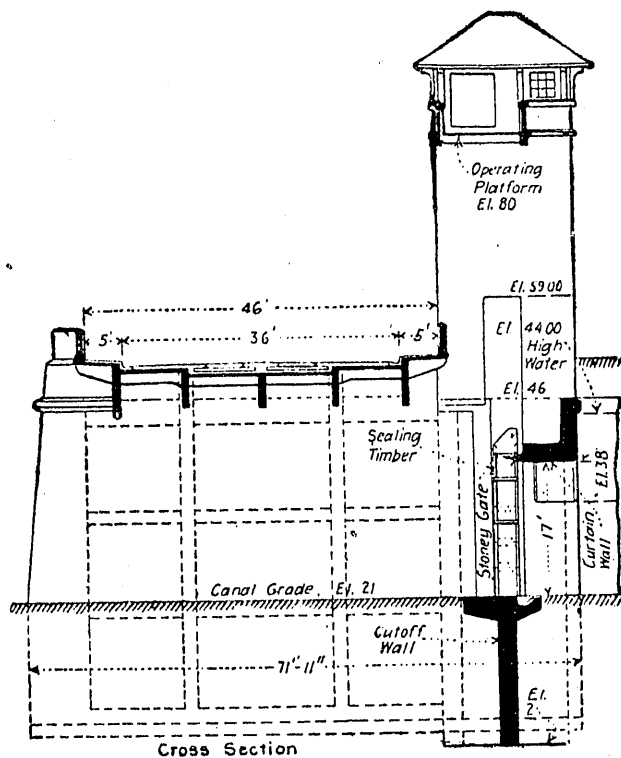 Operating
Platform
El. 80
El. 59.00
46'
5'
36'
5'
El. 44.00
High
Water
El. 46
Sealing
Timber
Stoney Gate
17'
El. 38
Curtain
Wall
Canal Grade, El. 21
Cutoff
Wall
71'-11"
El.
2
Cross Section